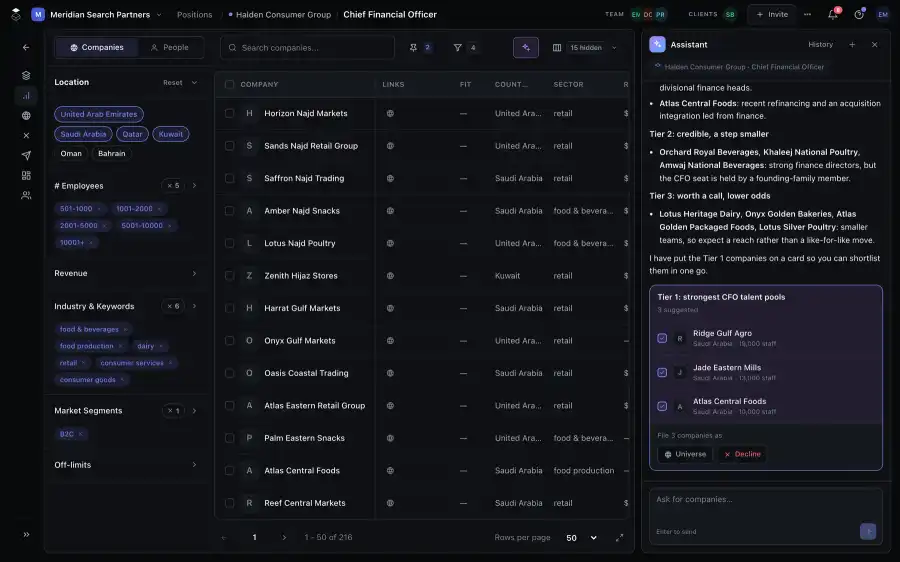 M Meridian Search Partners
Positions / Halden Consumer Group / Chief Financial Officer
TEAM EM DC PR
CLIENTS SB
+ Invite
EM
Companies
People
Location
Reset
United Arab Emirates
Saudi Arabia
Qatar
Kuwait
Oman
Bahrain
# Employees
× 5
501-1000 ×
1001-2000 ×
2001-5000 ×
5001-10000 ×
10001+ ×
Revenue
Industry & Keywords
× 6
food & beverages ×
food production ×
dairy ×
retail ×
consumer services ×
consumer goods ×
Market Segments
× 1
B2C ×
Off-limits
Search companies...
2
4
15 hidden
COMPANY LINKS FIT COUNT... SECTOR R
H Horizon Najd Markets — United Ara... retail $
S Sands Najd Retail Group — United Ara... retail $
S Saffron Najd Trading — Saudi Arabia retail $
A Amber Najd Snacks — Saudi Arabia food & bevera... $
L Lotus Najd Poultry — United Ara... food & bevera... $
Z Zenith Hijaz Stores — Kuwait retail $
H Harrat Gulf Markets — Saudi Arabia retail $
O Onyx Gulf Markets — United Ara... retail $
O Oasis Coastal Trading — Saudi Arabia retail $
A Atlas Eastern Retail Group — United Ara... retail $
P Palm Eastern Snacks — United Ara... food & bevera... —
A Atlas Central Foods — Saudi Arabia food production —
R Reef Central Markets — Saudi Arabia retail $
1
1 - 50 of 216
Rows per page 50
Assistant
History
Halden Consumer Group · Chief Financial Officer
divisional finance heads.
• Atlas Central Foods: recent refinancing and an acquisition
integration led from finance.
Tier 2: credible, a step smaller
• Orchard Royal Beverages, Khaleej National Poultry,
Amwaj National Beverages: strong finance directors, but
the CFO seat is held by a founding-family member.
Tier 3: worth a call, lower odds
• Lotus Heritage Dairy, Onyx Golden Bakeries, Atlas
Golden Packaged Foods, Lotus Silver Poultry: smaller
teams, so expect a reach rather than a like-for-like move.
I have put the Tier 1 companies on a card so you can shortlist
them in one go.
Tier 1: strongest CFO talent pools
3 suggested
R Ridge Gulf Agro
Saudi Arabia
J Jade Eastern Mills
Saudi Arabia · 13,000 staff
A Atlas Central Foods
Saudi Arabia · 10,000 staff
File 3 companies as
Universe
× Decline
Ask for companies...
Enter to send